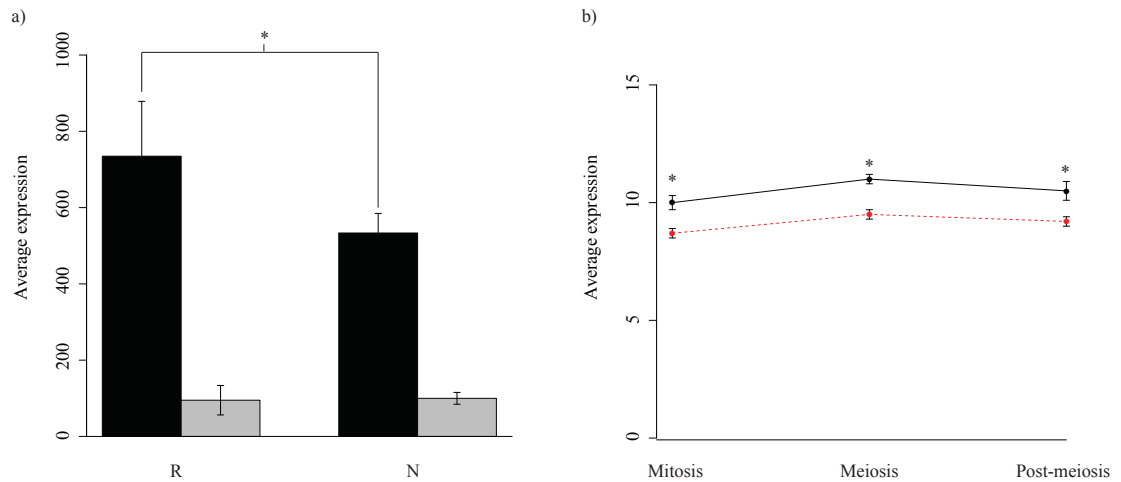 a)
*
Average expression
1000
800
600
400
200
0
R N
b)
Average expression
15
10
5
0
* * *
Mitosis Meiosis Post-meiosis